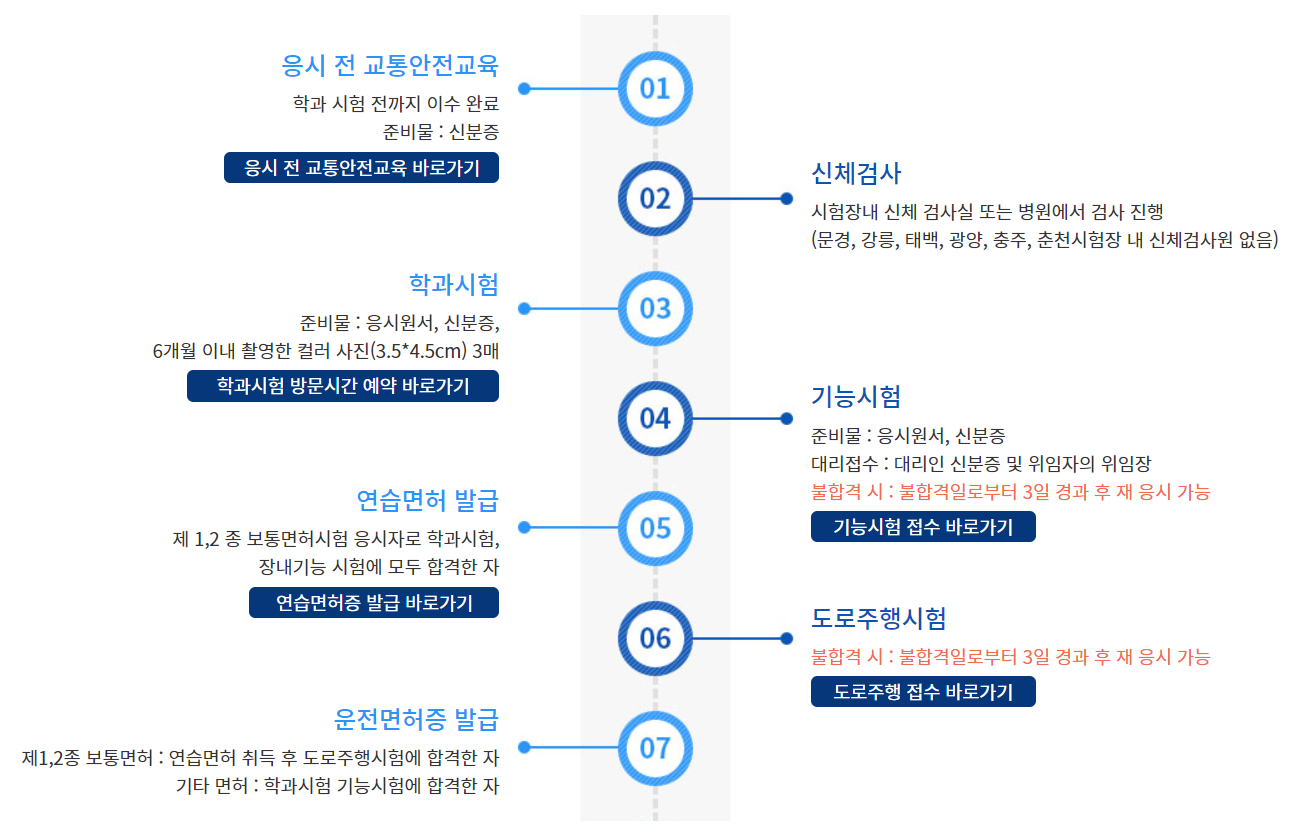 01
응시 전 교통안전교육
학과 시험 전까지 이수 완료
준비물 : 신분증
응시 전 교통안전교육 바로가기
02
신체검사
시험장내 신체 검사실 또는 병원에서 검사 진행
(문경, 강릉, 태백, 광양, 충주, 춘천시험장 내 신체검사원 없음)
03
학과시험
준비물 : 응시원서, 신분증,
6개월 이내 촬영한 컬러 사진(3.5*4.5cm) 3매
학과시험 방문시간 예약 바로가기
04
기능시험
준비물 : 응시원서, 신분증
대리접수 : 대리인 신분증 및 위임자의 위임장
불합격 시 : 불합격일로부터 3일 경과 후 재 응시 가능
기능시험 접수 바로가기
05
연습면허 발급
제 1,2 종 보통면허시험 응시자로 학과시험,
장내기능 시험에 모두 합격한 자
연습면허증 발급 바로가기
06
도로주행시험
불합격 시 : 불합격일로부터 3일 경과 후 재 응시 가능
도로주행 접수 바로가기
07
운전면허증 발급
제1,2종 보통면허 : 연습면허 취득 후 도로주행시험에 합격한 자
기타 면허 : 학과시험 기능시험에 합격한 자